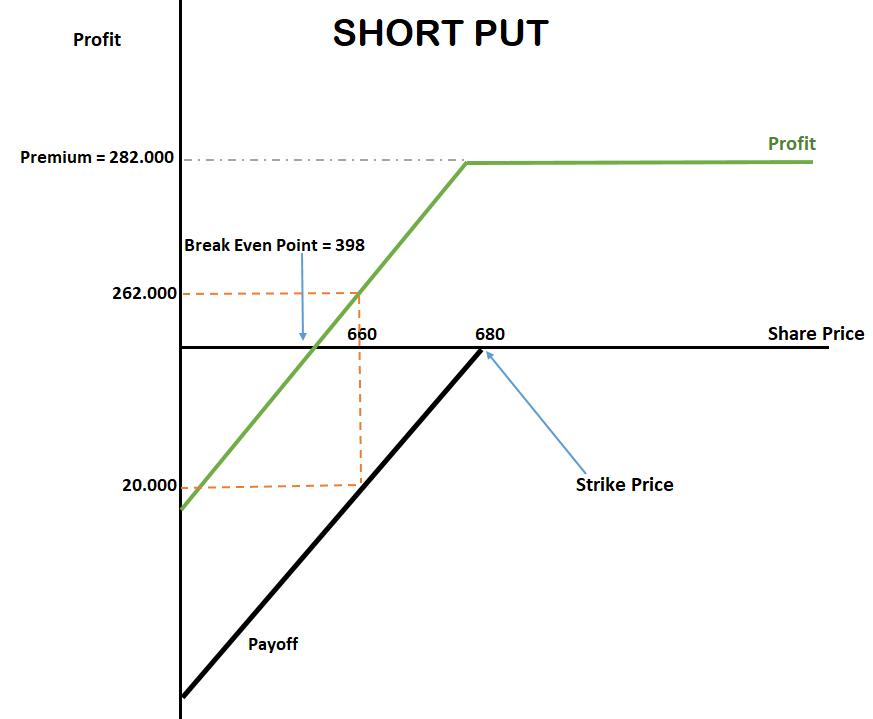 SHORT PUT
Profit
Premium = 282.000
Profit
Break Even Point = 398
262.000
660
680
Share Price
20.000
Strike Price
Payoff